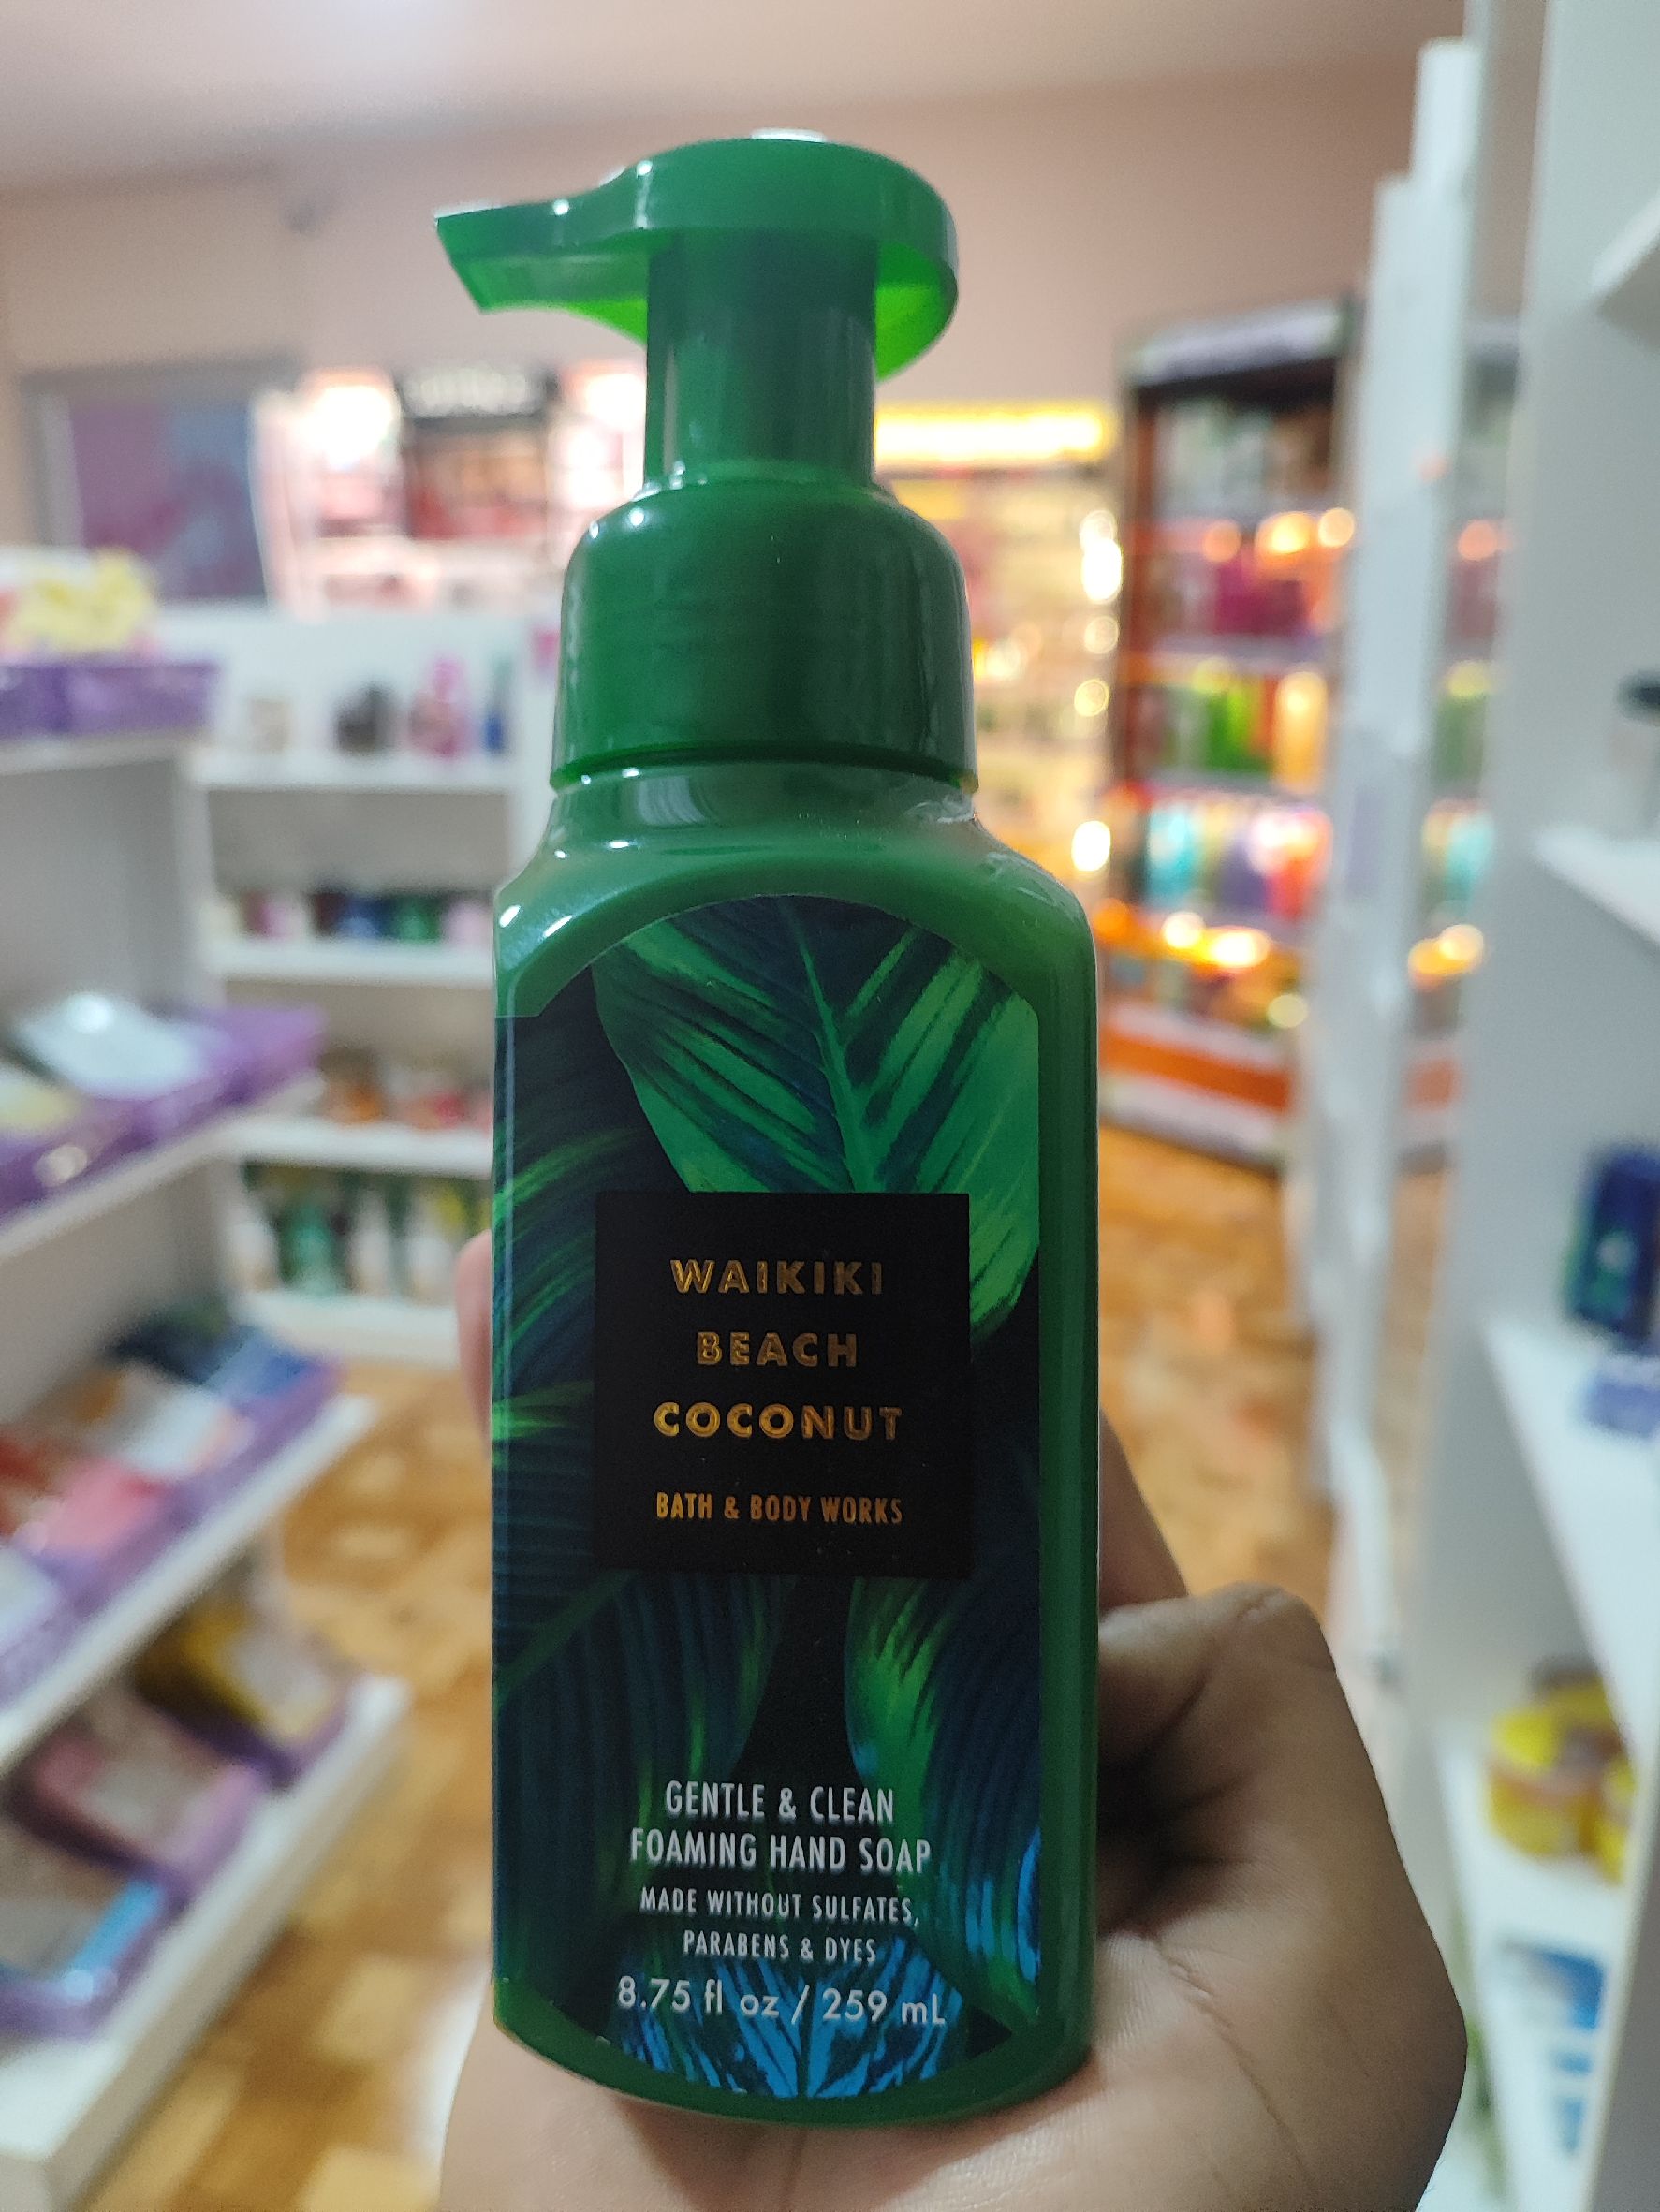 WAIKIKI
BEACH
COCONUT
BATH & BODY WORKS
GENTLE & CLEAN
FOAMING HAND SOAP
MADE WITHOUT SULFATES,
PARABENS & DYES
8.75 fl oz / 259 mL